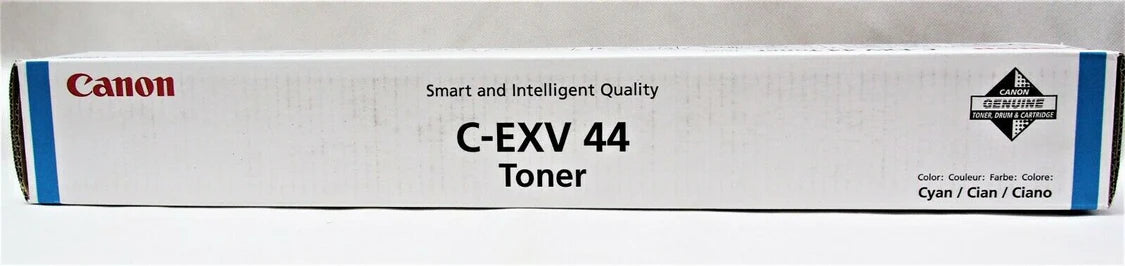 Canon
Smart and Intelligent Quality
C-EXV 44
Toner
CANON
GENUINE
TONER, DRUM & CARTRIDGE
Color: Couleur: Farbe: Colore:
Cyan / Cian / Ciano